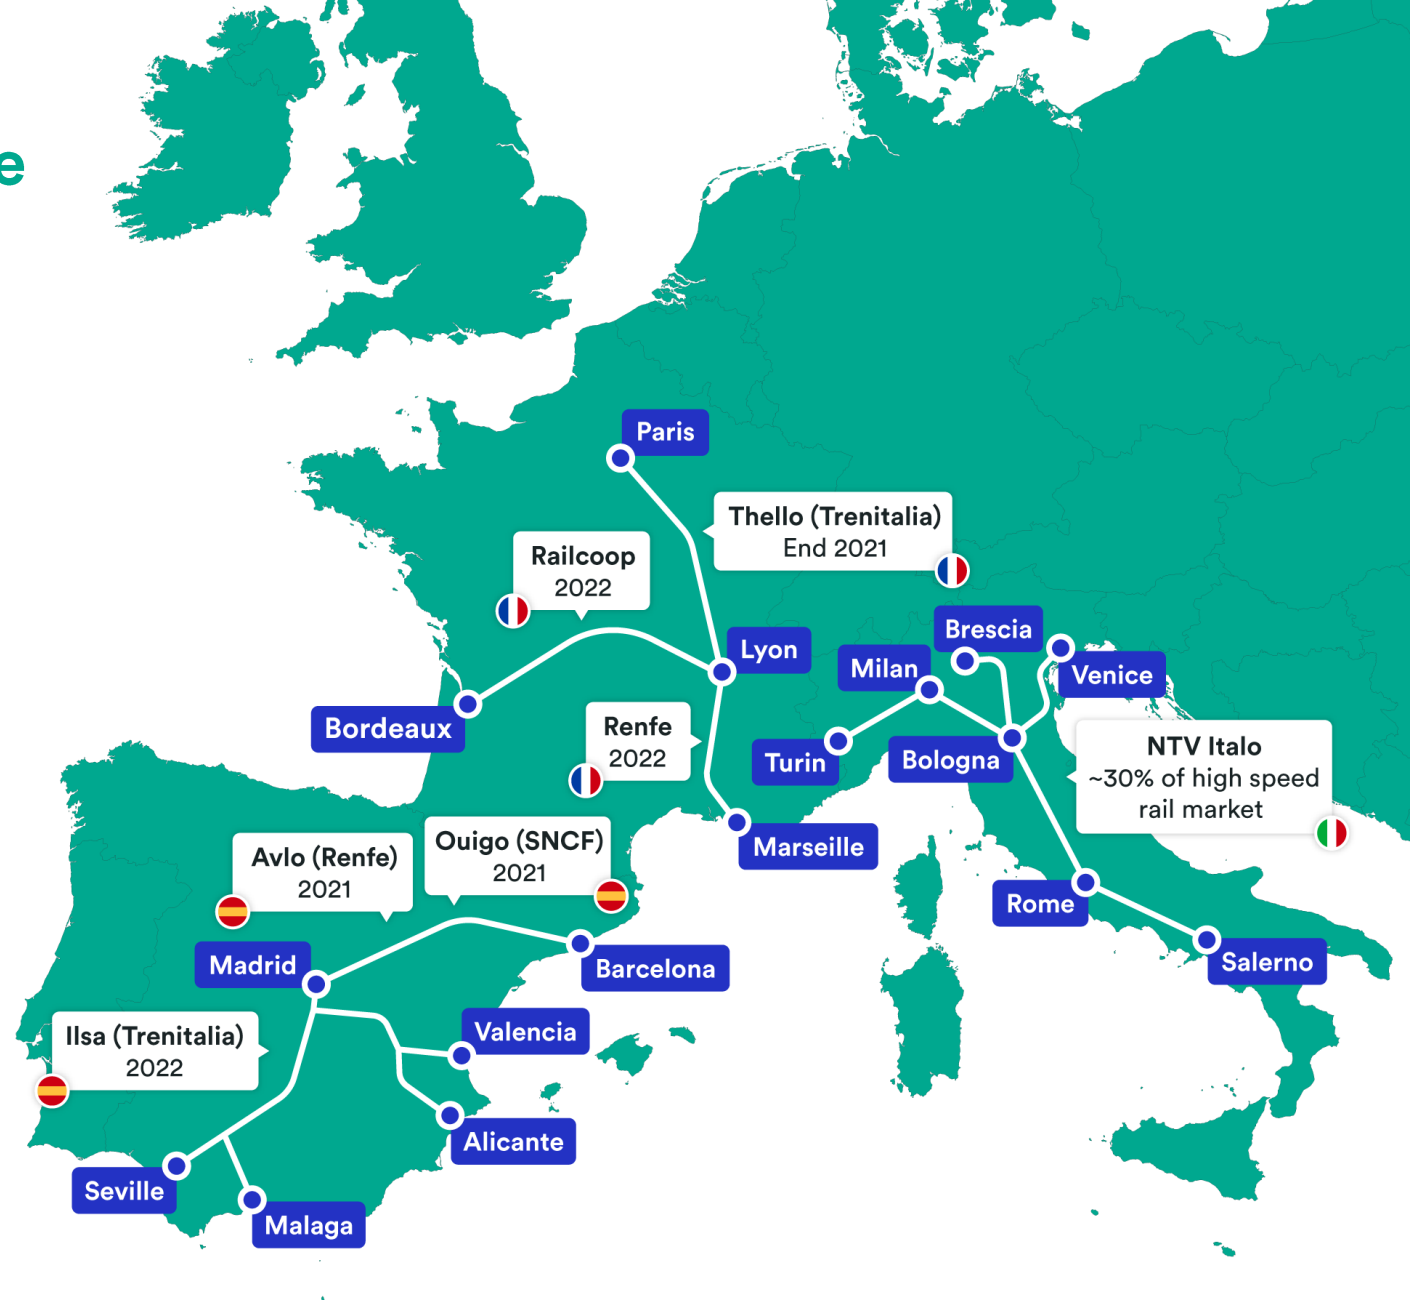 e
Paris
Thello (Trenitalia)
End 2021
Railcoop
2022
Brescia
Lyon
Milan
Venice
Bordeaux
Renfe
2022
Turin
Bologna
NTV Italo
~30% of high speed
rail market
Marseille
Avlo (Renfe)
2021
Ouigo (SNCF)
2021
Rome
Madrid
Barcelona
Salerno
Ilsa (Trenitalia)
2022
Valencia
Alicante
Seville
Malaga